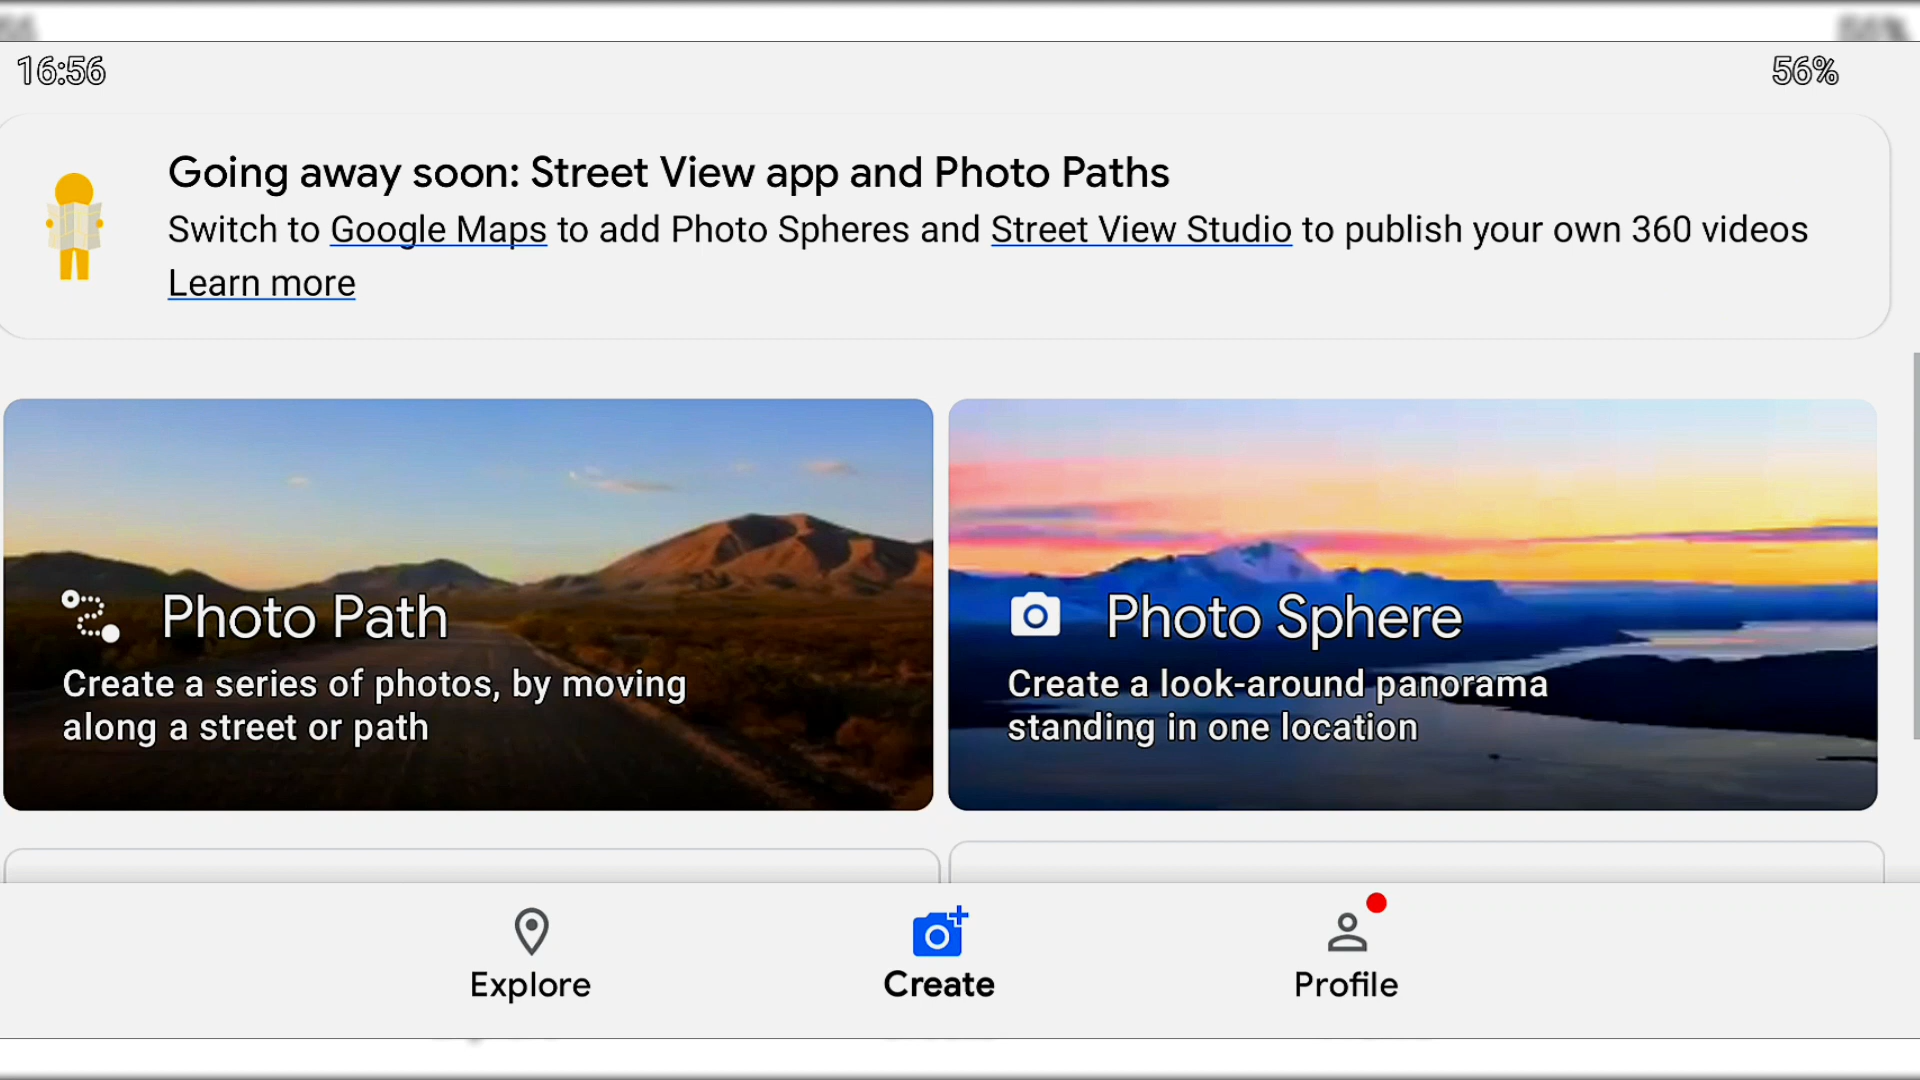 16:56
56%
Going away soon: Street View app and Photo Paths
Switch to Google Maps to add Photo Spheres and Street View Studio to publish your own 360 videos
Learn more
Photo Path
Create a series of photos, by moving
along a street or path
Photo Sphere
Create a look-around panorama
standing in one location
Explore
Create
Profile